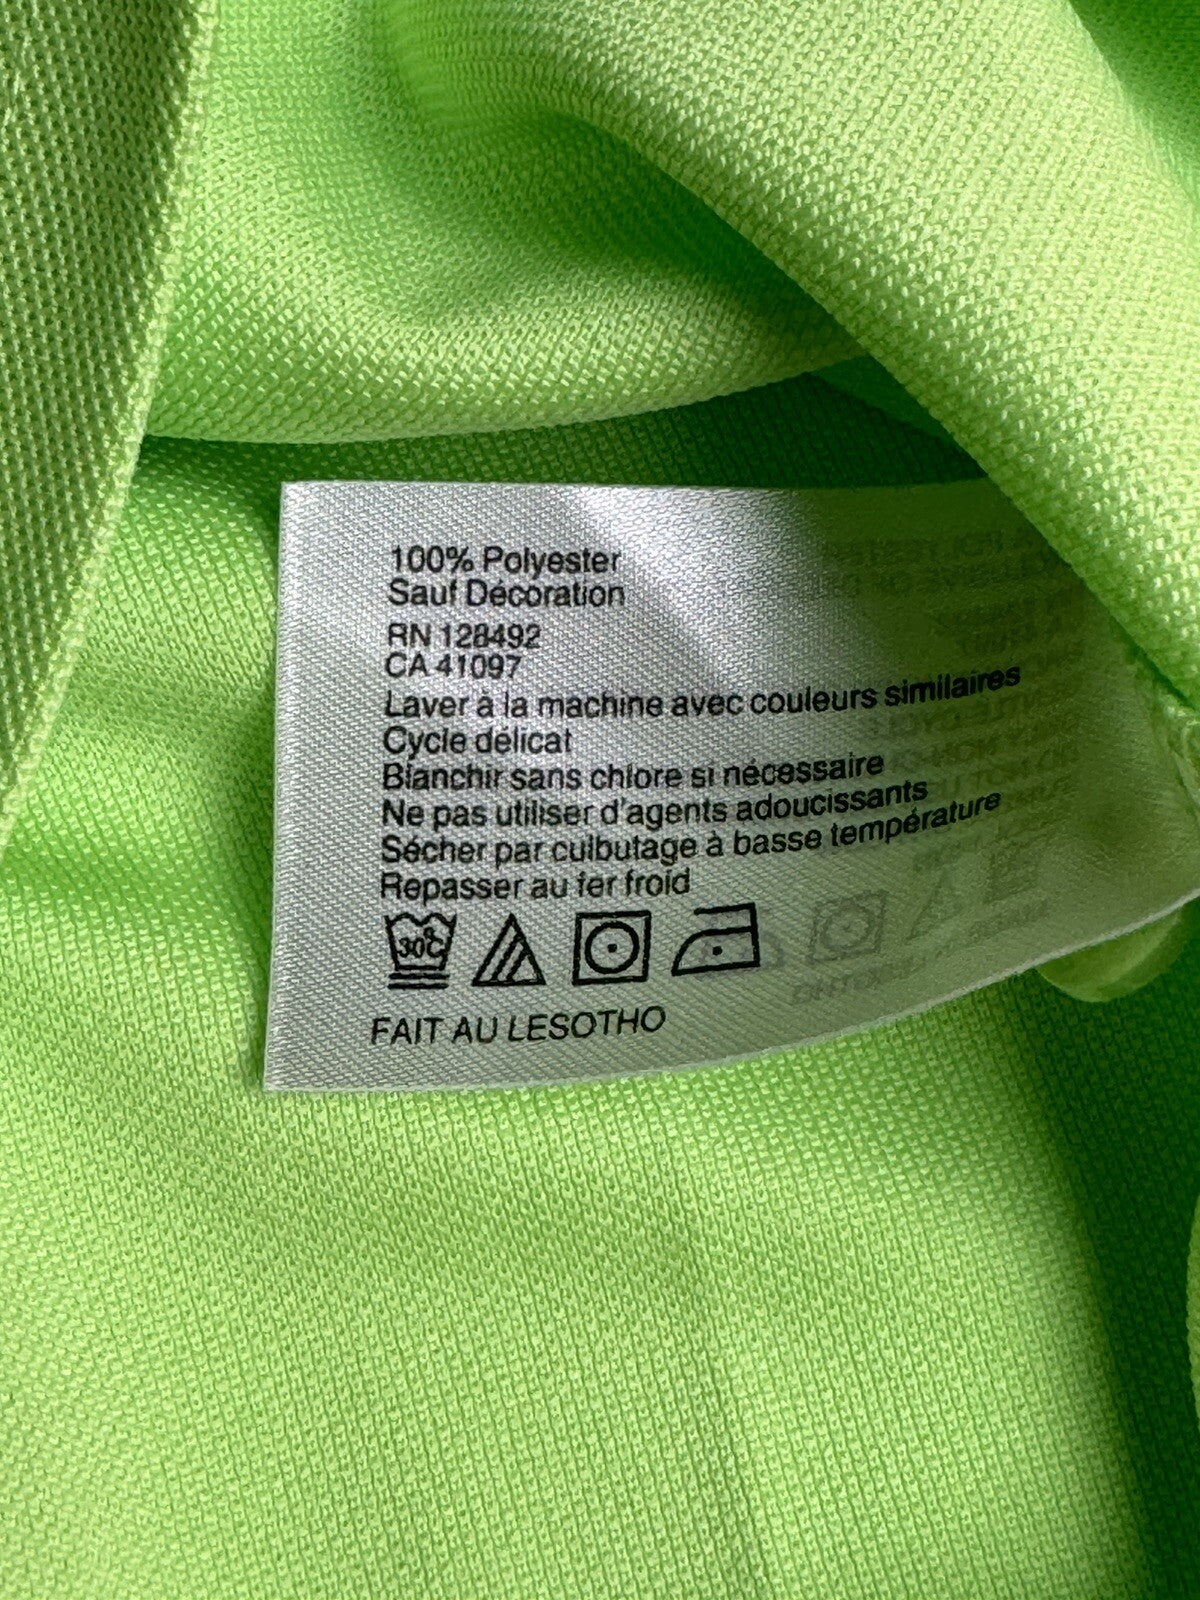 100% Polyester
Sauf Décoration
RN 128492
CA 41097
Laver à la machine avec couleurs similaires
Cycle délicat
Blanchir sans chlore si nécessaire
Ne pas utiliser d'agents adoucissants
Sécher par culbutage à basse température
Repasser au fer froid
30°C
FAIT AU LESOTHO